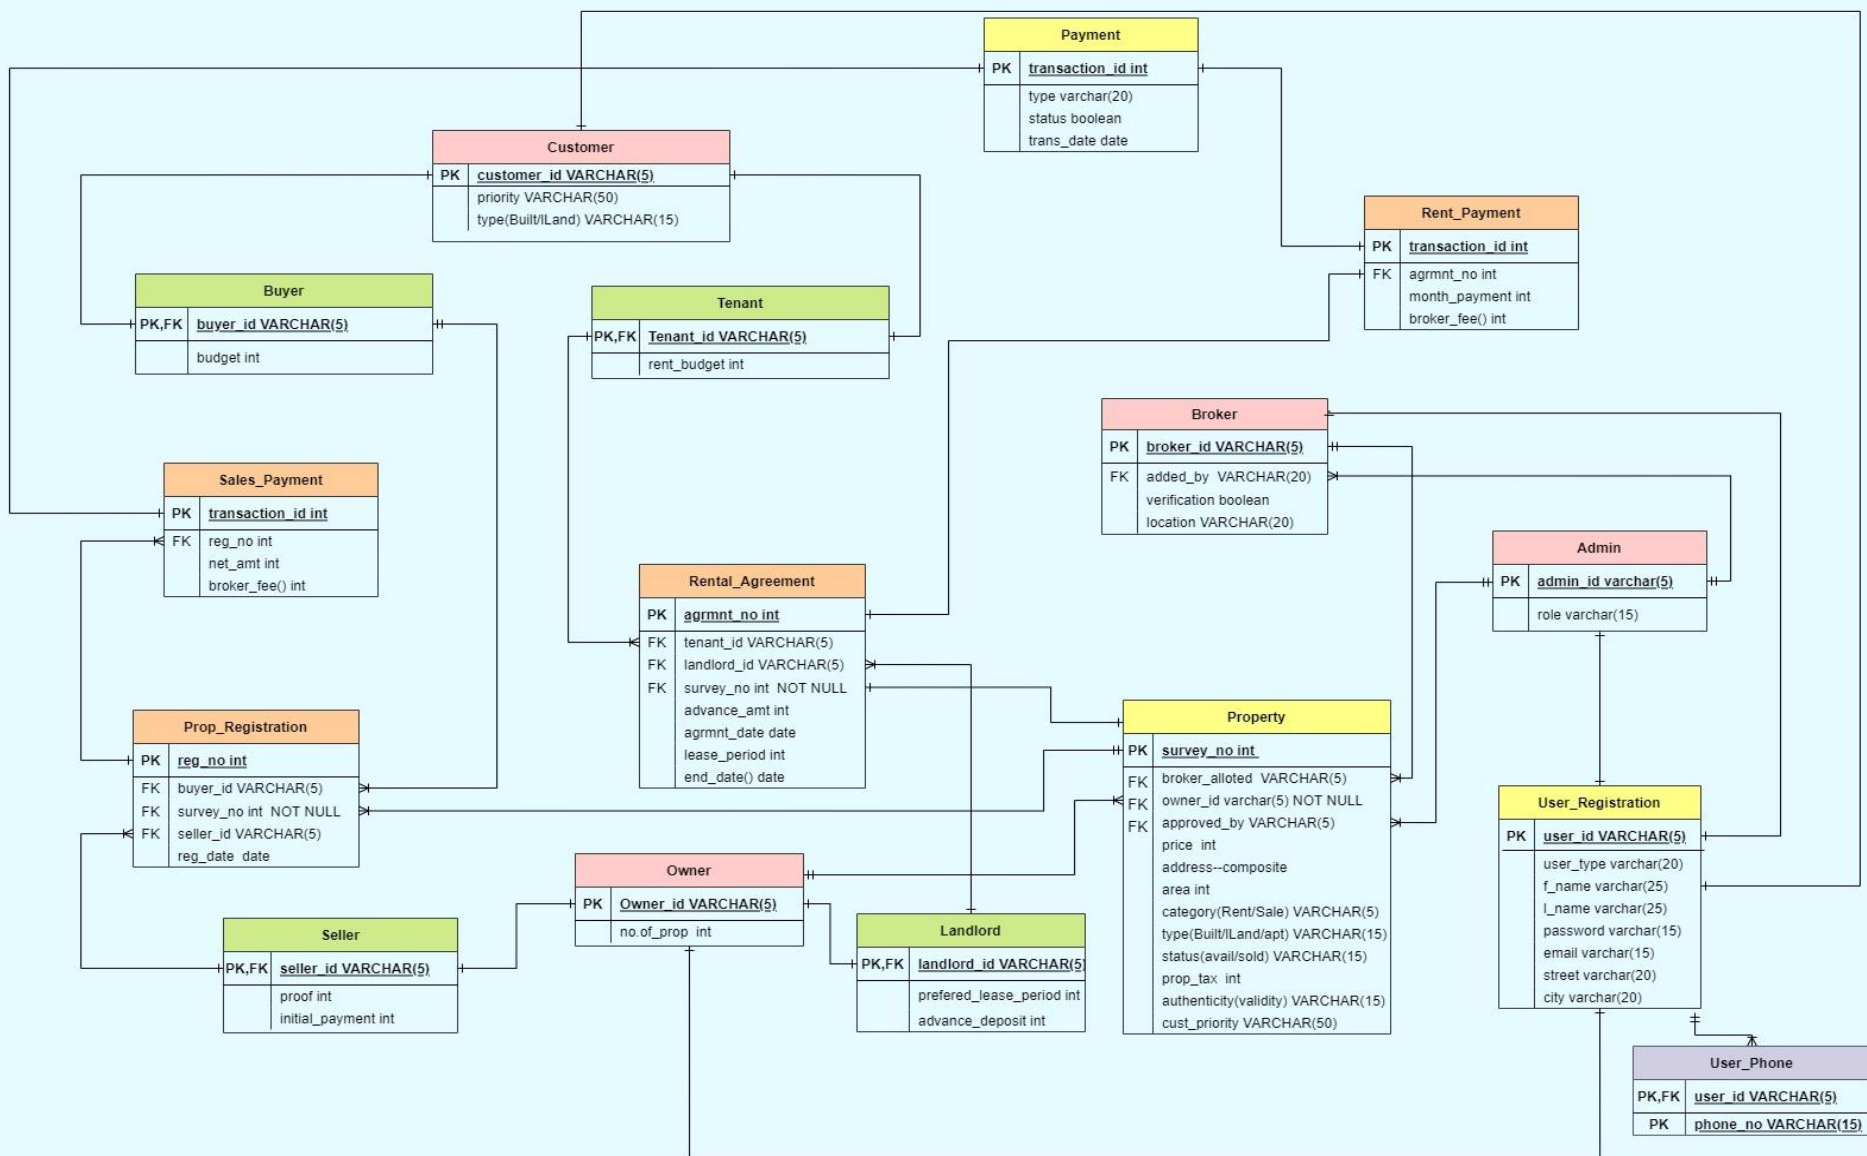 Payment
PK transaction_id int
type varchar(20)
status boolean
trans_date date
Customer
PK customer_id VARCHAR(5)
priority VARCHAR(50)
type(Built/lLand) VARCHAR(15)
Rent_Payment
PK transaction_id int
FK agrmnt_no int
month_payment int
broker_fee() int
Buyer
PK,FK buyer_id VARCHAR(5)
budget int
Tenant
PK,FK Tenant_id VARCHAR(5)
rent_budget int
Broker
PK broker_id VARCHAR(5)
FK added_by VARCHAR(20)
verification boolean
location VARCHAR(20)
Sales_Payment
PK transaction_id int
FK reg_no int
net_amt int
broker_fee() int
Admin
PK admin_id varchar(5)
role varchar(15)
Rental_Agreement
PK agrmnt_no int
FK tenant_id VARCHAR(5)
FK landlord_id VARCHAR(5)
FK survey_no int NOT NULL
advance_amt int
agrmnt_date date
lease_period int
end_date() date
Prop_Registration
PK reg_no int
FK buyer_id VARCHAR(5)
FK survey_no int NOT NULL
FK seller_id VARCHAR(5)
reg_date date
Property
PK survey_no int
FK broker_alloted VARCHAR(5)
FK owner_id varchar(5) NOT NULL
FK approved_by VARCHAR(5)
price int
address--composite
area int
category(Rent/Sale) VARCHAR(5)
type(Built/lLand/apt) VARCHAR(15)
status(avail/sold) VARCHAR(15)
prop_tax int
authenticity(validity) VARCHAR(15)
cust_priority VARCHAR(50)
User_Registration
PK user_id VARCHAR(5)
user_type varchar(20)
f_name varchar(25)
l_name varchar(25)
password varchar(15)
email varchar(15)
street varchar(20)
city varchar(20)
Owner
PK Owner_id VARCHAR(5)
no.of_prop int
Seller
PK,FK seller_id VARCHAR(5)
proof int
initial_payment int
Landlord
PK,FK landlord_id VARCHAR(5)
prefered_lease_period int
advance_deposit int
User_Phone
PK,FK user_id VARCHAR(5)
PK phone_no VARCHAR(15)